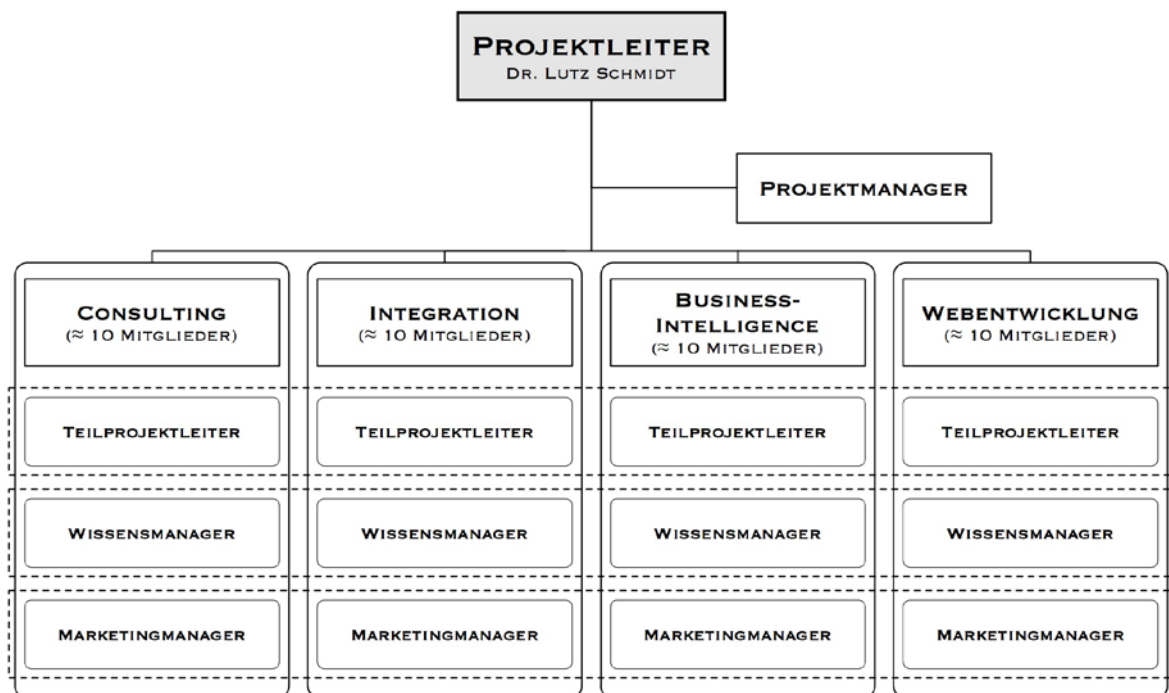 PROJEKTLEITER
DR. LUTZ SCHMIDT
PROJEKTMANAGER
CONSULTING
(≈ 10 MITGLIEDER)
INTEGRATION
(≈ 10 MITGLIEDER)
BUSINESS-
INTELLIGENCE
(≈ 10 MITGLIEDER)
WEBENTWICKLUNG
(≈ 10 MITGLIEDER)
TEILPROJEKTLEITER
TEILPROJEKTLEITER
TEILPROJEKTLEITER
TEILPROJEKTLEITER
WISSENSMANAGER
WISSENSMANAGER
WISSENSMANAGER
WISSENSMANAGER
MARKETINGMANAGER
MARKETINGMANAGER
MARKETINGMANAGER
MARKETINGMANAGER